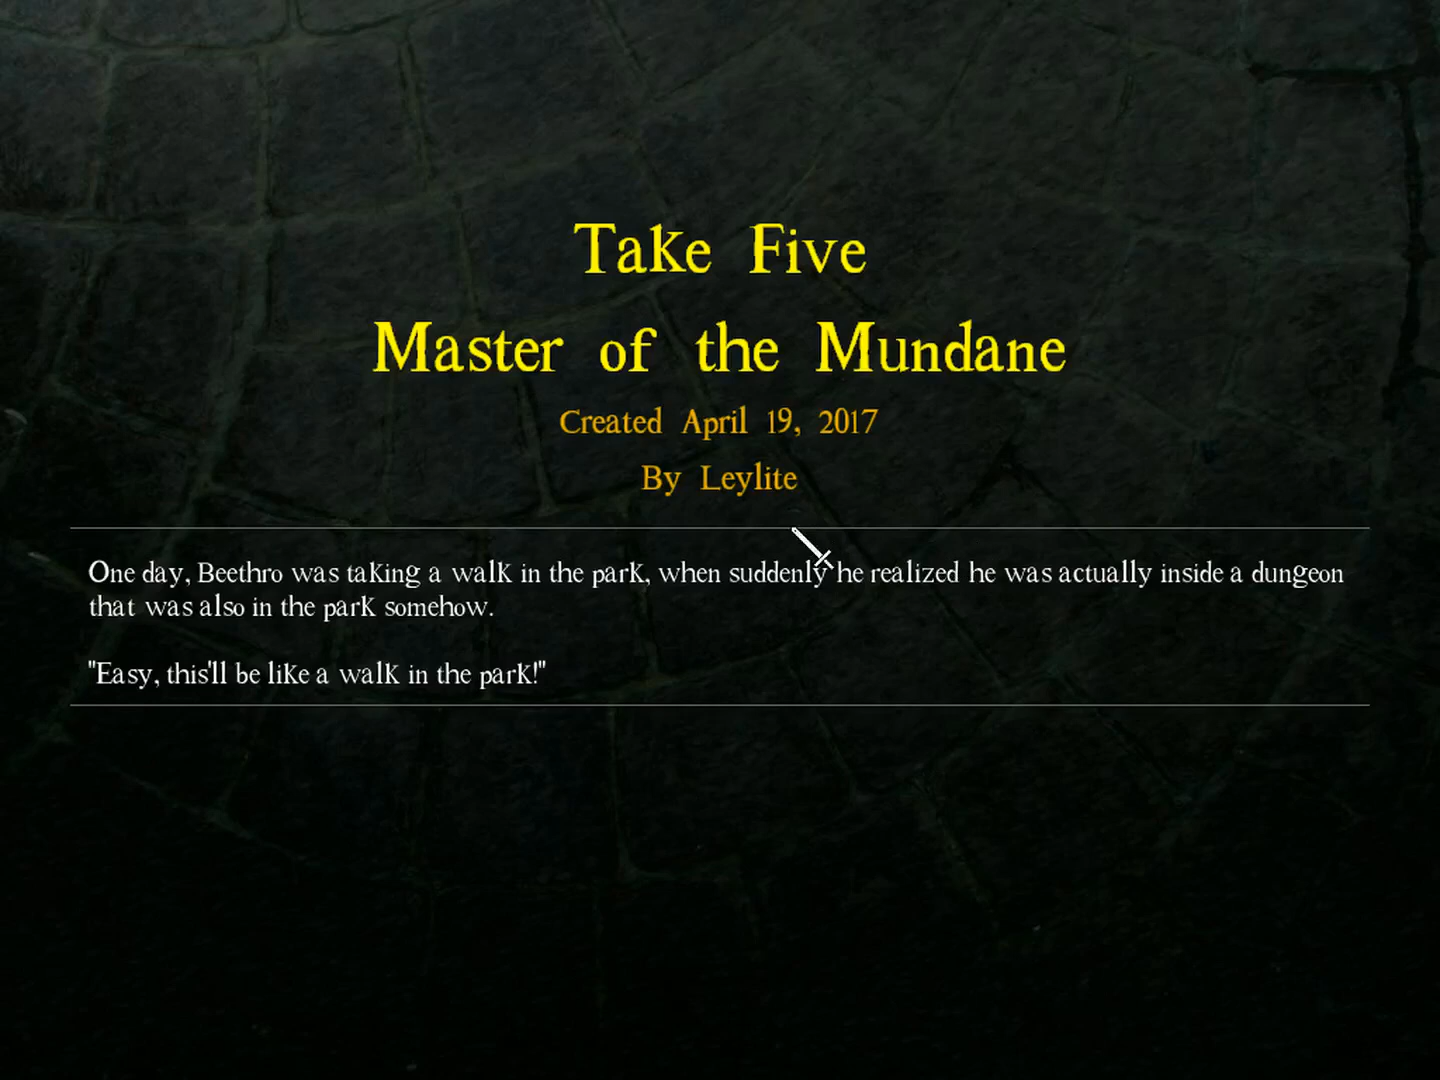 Take Five
Master of the Mundane
Created April 19, 2017
By Leylite
One day, Beethro was taking a walk in the park, when suddenly he realized he was actually inside a dungeon
that was also in the park somehow.
"Easy, this'll be like a walk in the park!"